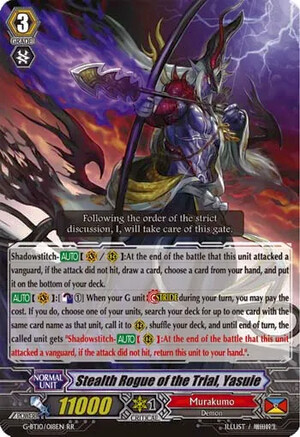 3
GRADE
Following the order of the strict
discussion, I, will take care of this gate.
Shadowstitch-AUTO[ / ]:At the end of the battle that this unit attacked a
vanguard, if the attack did not hit, draw a card, choose a card from your hand, and put
it on the bottom of your deck.
AUTO[ ]:[ 1] When your G unit STRIDE during your turn, you may pay the
cost. If you do, choose one of your units, search your deck for up to one card with the
same card name as that unit, call it to , shuffle your deck, and until end of turn, the
called unit gets "Shadowstitch-AUTO[ / ]:At the end of the battle that this unit
attacked a vanguard, if the attack did not hit, return this unit to your hand.".
NORMAL
UNIT
Stealth Rogue of the Trial, Yasuie
POWER
11000
1
CRITICAL
Murakumo
Demon
G-BT10/018EN RR
ILLUST /